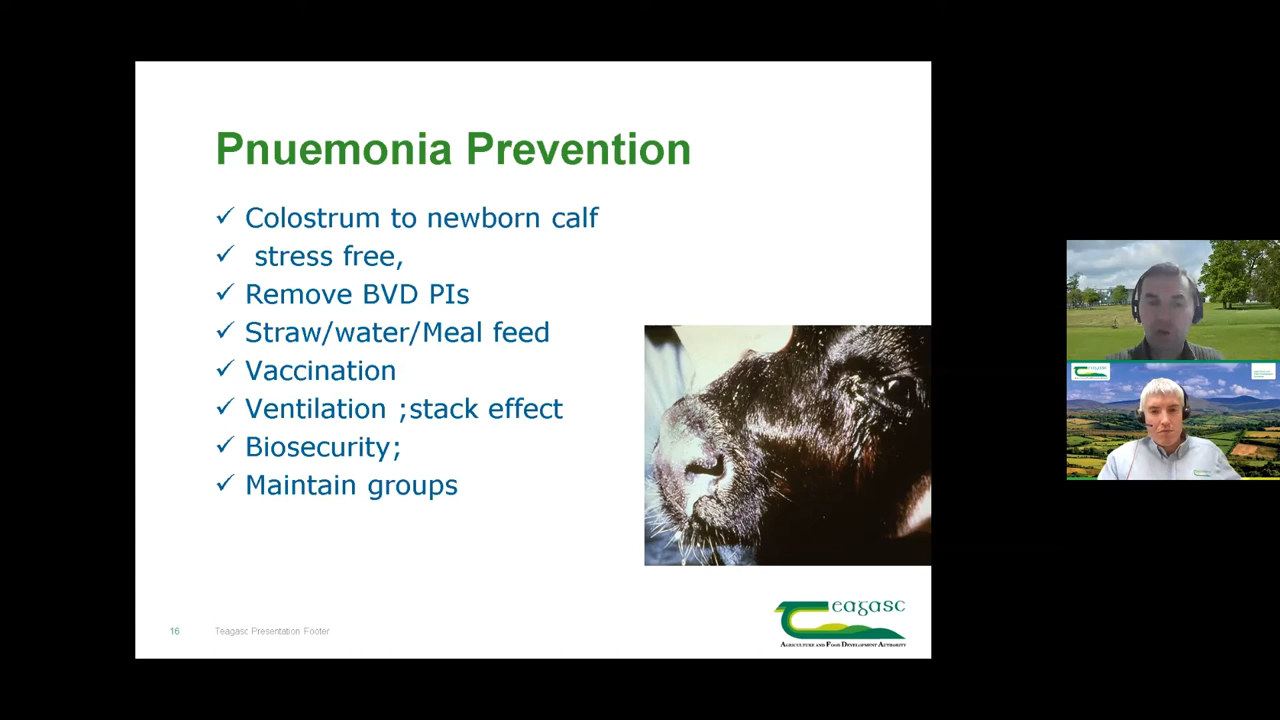 Pnuemonia Prevention
✓ Colostrum to newborn calf
✓ stress free,
✓ Remove BVD PIs
✓ Straw/water/Meal feed
✓ Vaccination
✓ Ventilation ;stack effect
✓ Biosecurity;
✓ Maintain groups
16 Teagasc Presentation Footer
Teagasc
AGRICULTURE AND FOOD DEVELOPMENT AUTHORITY